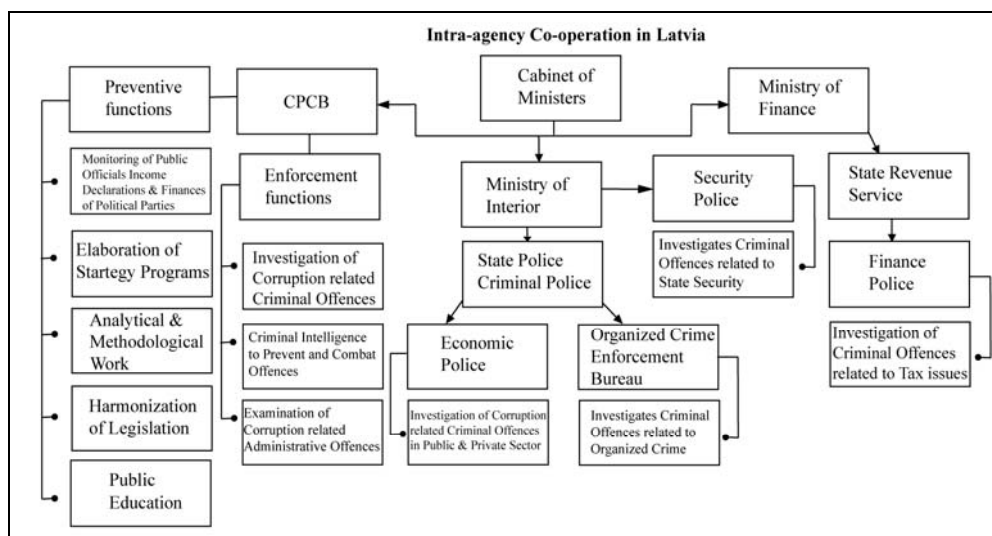 Intra-agency Co-operation in Latvia
Preventive
functions
CPCB
Cabinet of
Ministers
Ministry of
Finance
Monitoring of Public
Officials Income
Declarations & Finances
of Political Parties
Enforcement
functions
Ministry of
Interior
Security
Police
State Revenue
Service
Elaboration of
Startegy Programs
Investigation of
Corruption related
Criminal Offences
State Police
Criminal Police
Investigates Criminal
Offences related to
State Security
Finance
Police
Analytical &
Methodological
Work
Criminal Intelligence
to Prevent and Combat
Offences
Economic
Police
Organized Crime
Enforcement
Bureau
Investigation of
Criminal Offences
related to Tax issues
Harmonization
of Legislation
Examination of
Corruption related
Administrative Offences
Investigation of Corruption
related Criminal Offences
in Public & Private Sector
Investigates Criminal
Offences related to
Organized Crime
Public
Education